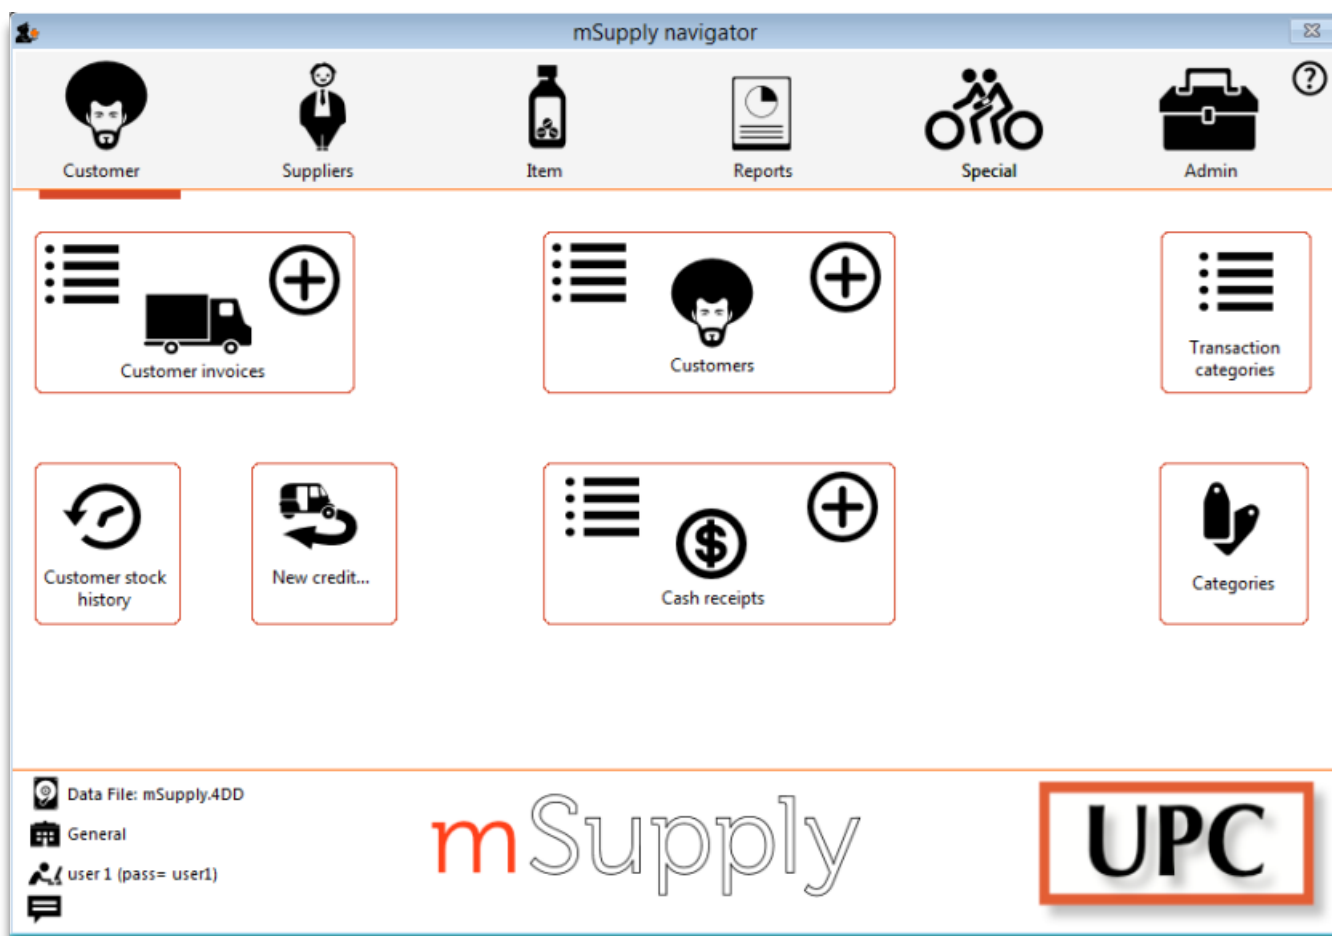 mSupply navigator
?
Customer
Suppliers
Item
Reports
Special
Admin
Customer invoices
Customers
Transaction
categories
Customer stock
history
New credit...
$
Cash receipts
Categories
Data File: mSupply.4DD
General
user 1 (pass= user1)
mSupply
UPC